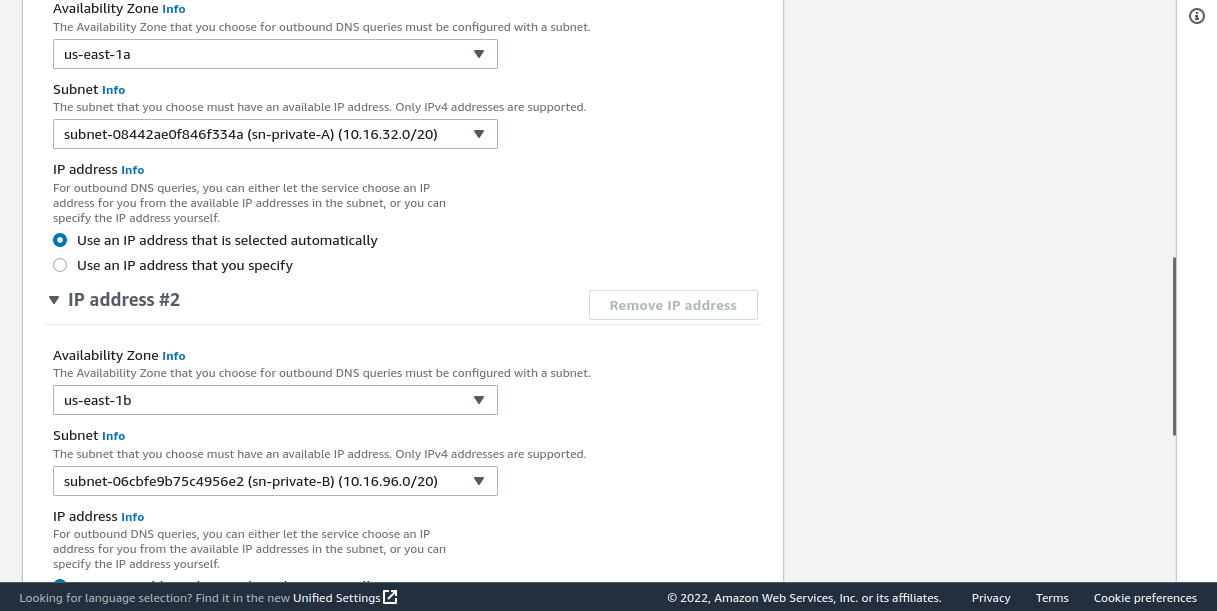 Availability Zone Info
The Availability Zone that you choose for outbound DNS queries must be configured with a subnet.
us-east-1a
Subnet Info
The subnet that you choose must have an available IP address. Only IPv4 addresses are supported.
subnet-08442ae0f846f334a (sn-private-A) (10.16.32.0/20)
IP address Info
For outbound DNS queries, you can either let the service choose an IP
address for you from the available IP addresses in the subnet, or you can
specify the IP address yourself.
Use an IP address that is selected automatically
Use an IP address that you specify
IP address #2
Remove IP address
Availability Zone Info
The Availability Zone that you choose for outbound DNS queries must be configured with a subnet.
us-east-1b
Subnet Info
The subnet that you choose must have an available IP address. Only IPv4 addresses are supported.
subnet-06cbfe9b75c4956e2 (sn-private-B) (10.16.96.0/20)
IP address Info
For outbound DNS queries, you can either let the service choose an IP
address for you from the available IP addresses in the subnet, or you can
specify the IP address yourself.
Looking for language selection? Find it in the new Unified Settings
© 2022, Amazon Web Services, Inc. or its affiliates. Privacy Terms Cookie preferences